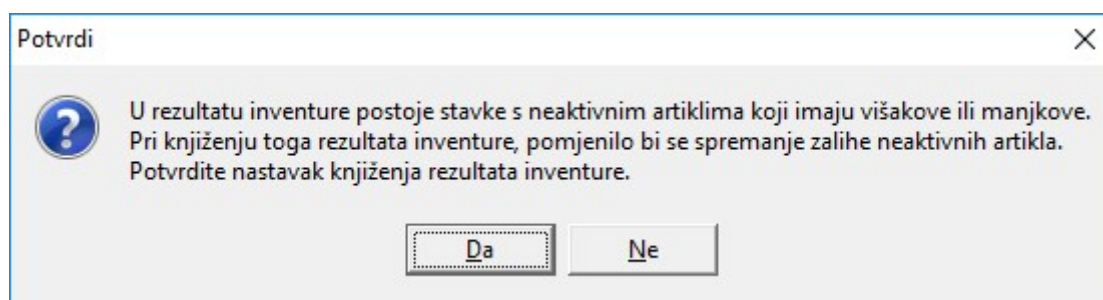 Potvrdi
U rezultatu inventure postoje stavke s neaktivnim artiklima koji imaju višakove ili manjkove.
Pri knjiženju toga rezultata inventure, pomjenilo bi se spremanje zalihe neaktivnih artikla.
Potvrdite nastavak knjiženja rezultata inventure.
Da Ne